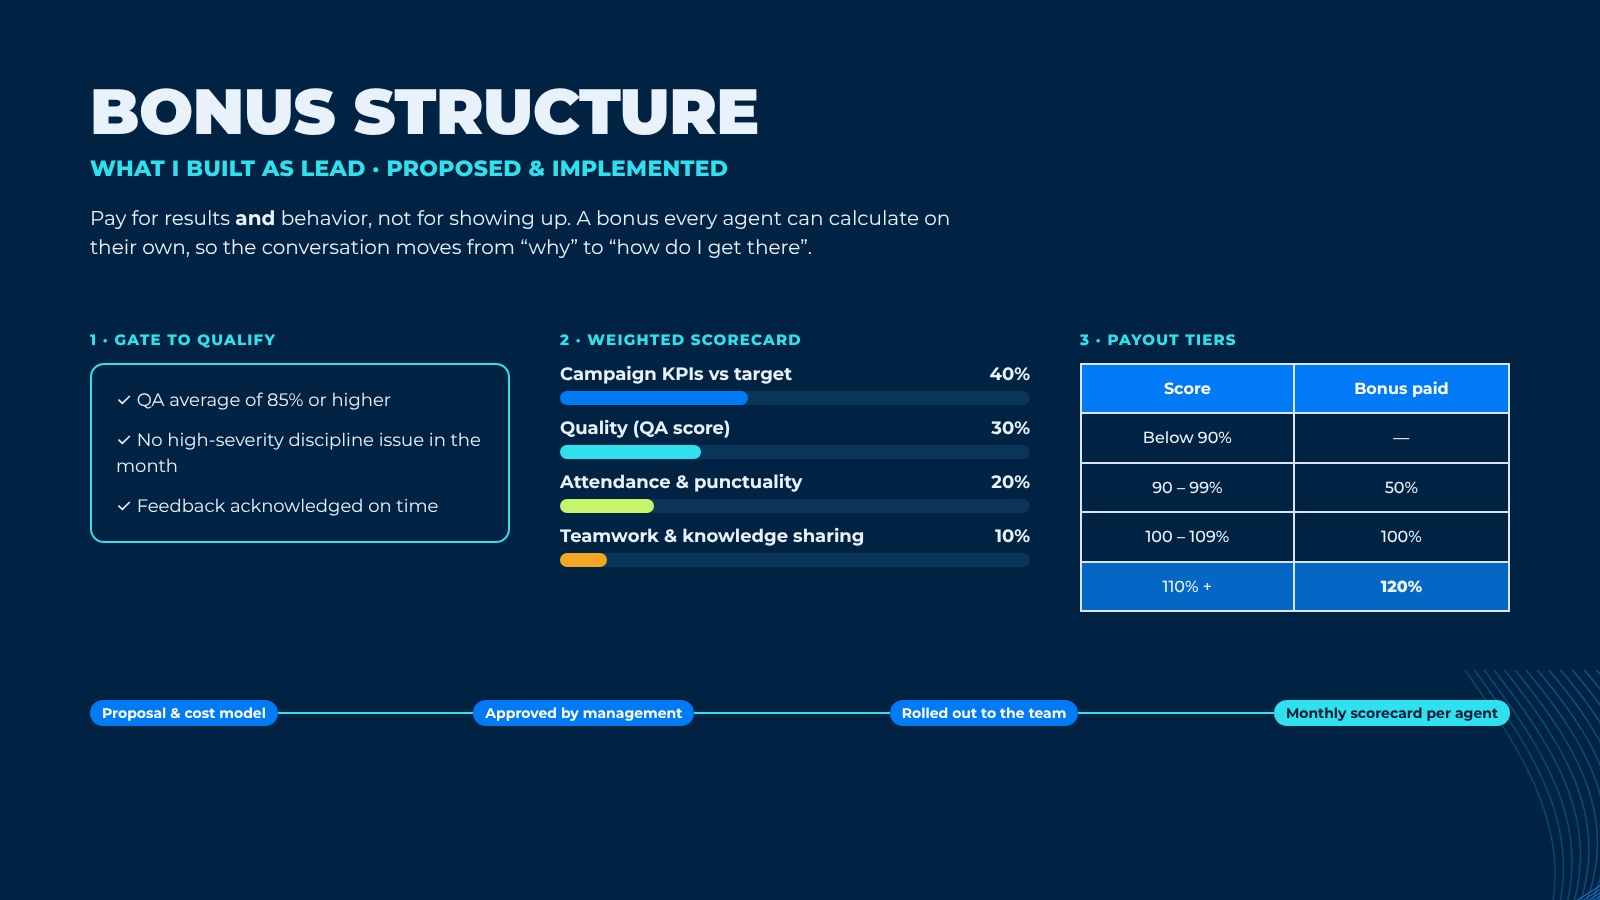 BONUS STRUCTURE
WHAT I BUILT AS LEAD · PROPOSED & IMPLEMENTED
Pay for results and behavior, not for showing up. A bonus every agent can calculate on
their own, so the conversation moves from “why” to “how do I get there”.
1 · GATE TO QUALIFY
✓ QA average of 85% or higher
✓ No high-severity discipline issue in the
month
✓ Feedback acknowledged on time
2 · WEIGHTED SCORECARD
Campaign KPIs vs target 40%
Quality (QA score) 30%
Attendance & punctuality 20%
Teamwork & knowledge sharing 10%
3 · PAYOUT TIERS
Score Bonus paid
Below 90% —
90 – 99% 50%
100 – 109% 100%
110% + 120%
Proposal & cost model Approved by management Rolled out to the team Monthly scorecard per agent